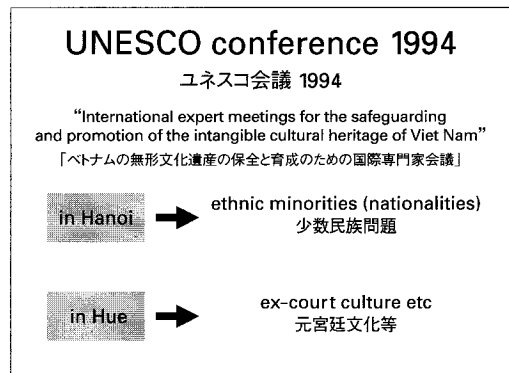 UNESCO conference 1994
ユネスコ会議 1994
“International expert meetings for the safeguarding
and promotion of the intangible cultural heritage of Viet Nam”
「ベトナムの無形文化遺産の保全と育成のための国際専門家会議」
in Hanoi → ethnic minorities (nationalities)
少数民族問題
in Hue → ex-court culture etc
元宮廷文化等